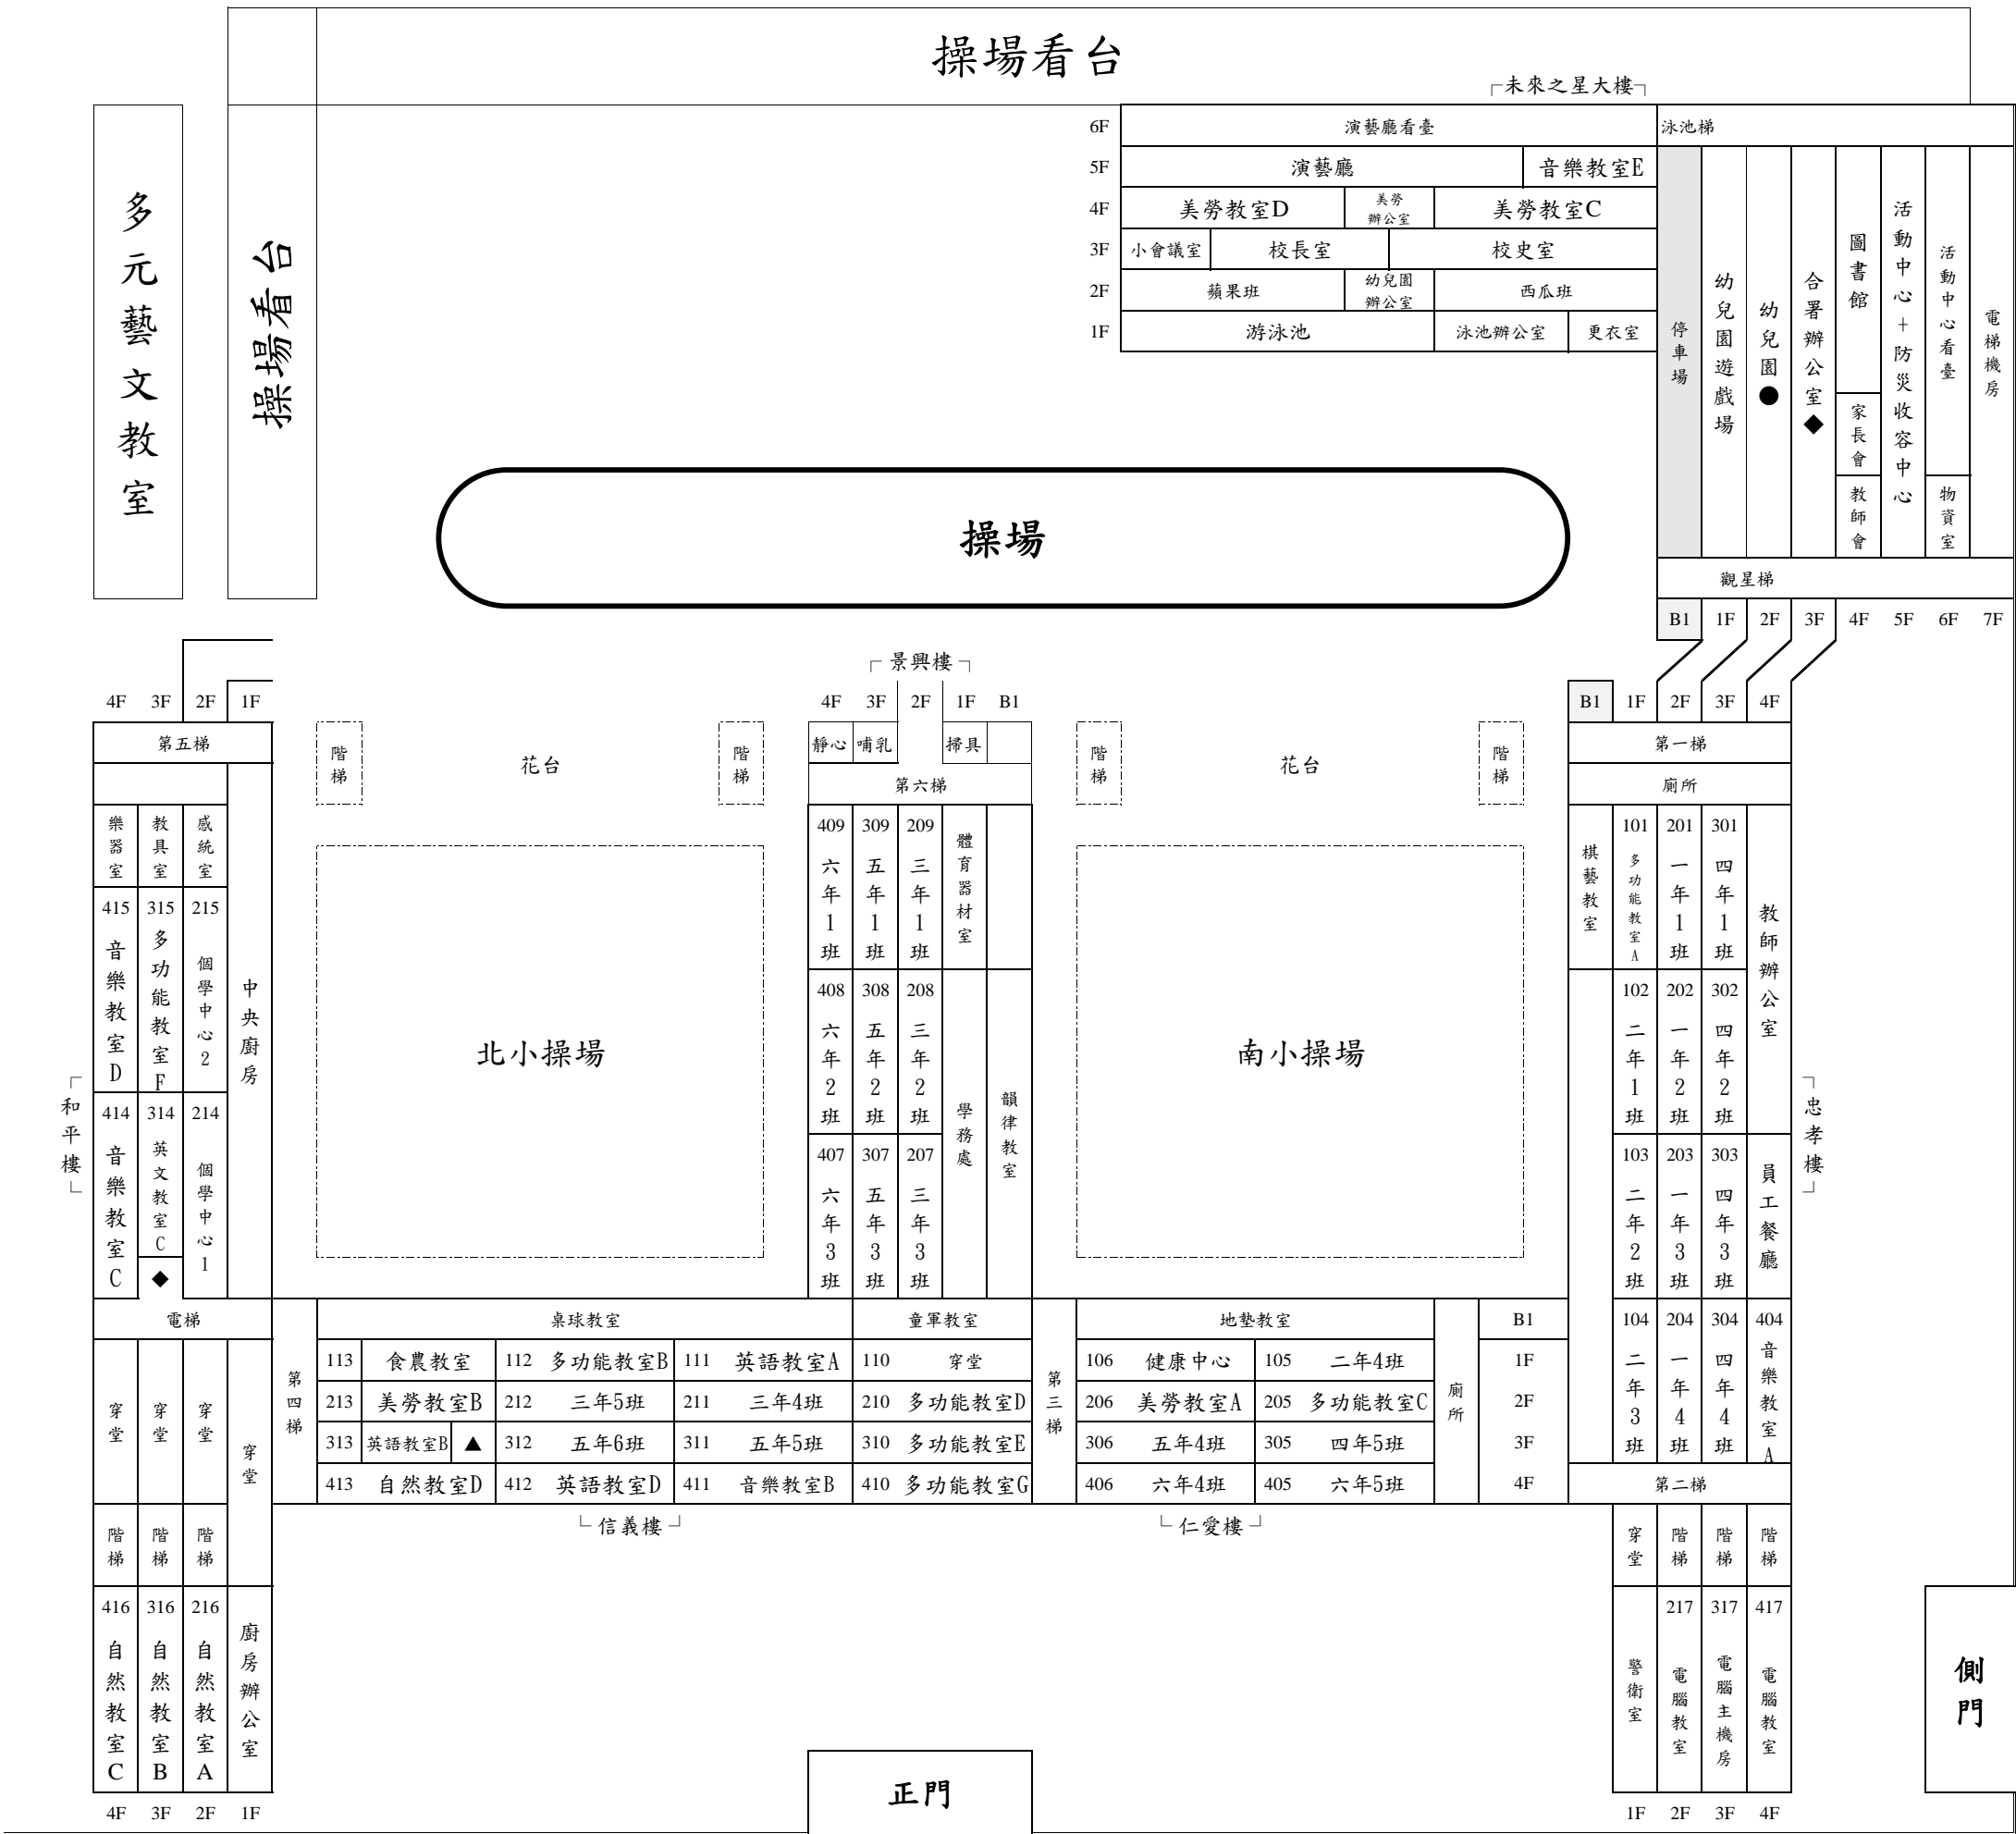 操場看台
┌未來之星大樓┐
多元藝文教室
操場看台
6F 演藝廳看臺
5F 演藝廳 音樂教室E
4F 美勞教室D 美勞辦公室 美勞教室C
3F 小會議室 校長室 校史室
2F 蘋果班 幼兒園辦公室 西瓜班
1F 游泳池 泳池辦公室 更衣室
泳池梯
停車場
幼兒園遊戲場
幼兒園●
合署辦公室◆
圖書館
家長會
教師會
活動中心+防災收容中心
活動中心看臺
物資室
電梯機房
觀星梯
B1 1F 2F 3F 4F 5F 6F 7F
操場
4F 3F 2F 1F
第五梯
樂器室
教具室
感統室
415 音樂教室D
315 多功能教室F
215 個學中心2
414 音樂教室C
314 英文教室C
◆
214 個學中心1
中央廚房
┌和平樓┐
電梯
穿堂
穿堂
穿堂
穿堂
階梯
階梯
階梯
416 自然教室C
316 自然教室B
216 自然教室A
廚房辦公室
4F 3F 2F 1F
階梯
花台
階梯
北小操場
┌景興樓┐
4F 3F 2F 1F B1
靜心 哺乳 掃具
第六梯
409 六年1班
309 五年1班
209 三年1班
體育器材室
408 六年2班
308 五年2班
208 三年2班
407 六年3班
307 五年3班
207 三年3班
學務處
韻律教室
階梯
花台
階梯
南小操場
B1 1F 2F 3F 4F
第一梯
廁所
棋藝教室
101 多功能教室A
201 一年1班
301 四年1班
教師辦公室
102 二年1班
202 一年2班
302 四年2班
103 二年2班
203 一年3班
303 四年3班
員工餐廳
104 二年3班
204 一年4班
304 四年4班
404 音樂教室A
┌忠孝樓┐
第二梯
第四梯
桌球教室 童軍教室
113 食農教室 112 多功能教室B 111 英語教室A 110 穿堂
213 美勞教室B 212 三年5班 211 三年4班 210 多功能教室D
313 英語教室B ▲ 312 五年6班 311 五年5班 310 多功能教室E
413 自然教室D 412 英語教室D 411 音樂教室B 410 多功能教室G
└信義樓┘
第三梯
地墊教室
106 健康中心 105 二年4班
206 美勞教室A 205 多功能教室C
306 五年4班 305 四年5班
406 六年4班 405 六年5班
廁所
B1
1F
2F
3F
4F
└仁愛樓┘
穿堂
階梯
階梯
階梯
警衛室
217 電腦教室
317 電腦主機房
417 電腦教室
1F 2F 3F 4F
正門
側門